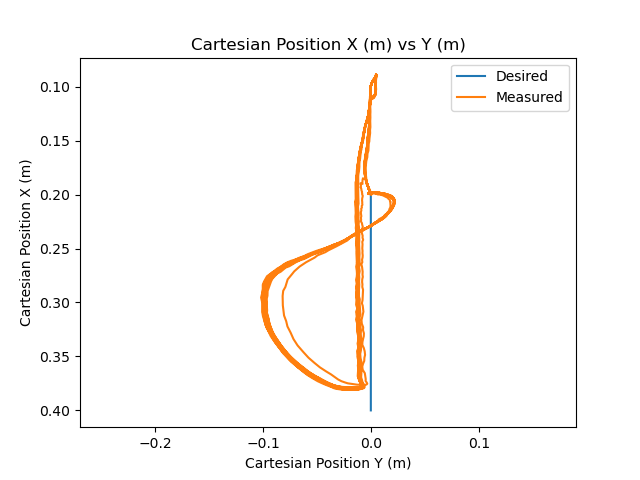 Cartesian Position X (m) vs Y (m)
Desired
Measured
Cartesian Position X (m)
0.10
0.15
0.20
0.25
0.30
0.35
0.40
−0.2
−0.1
0.0
0.1
Cartesian Position Y (m)